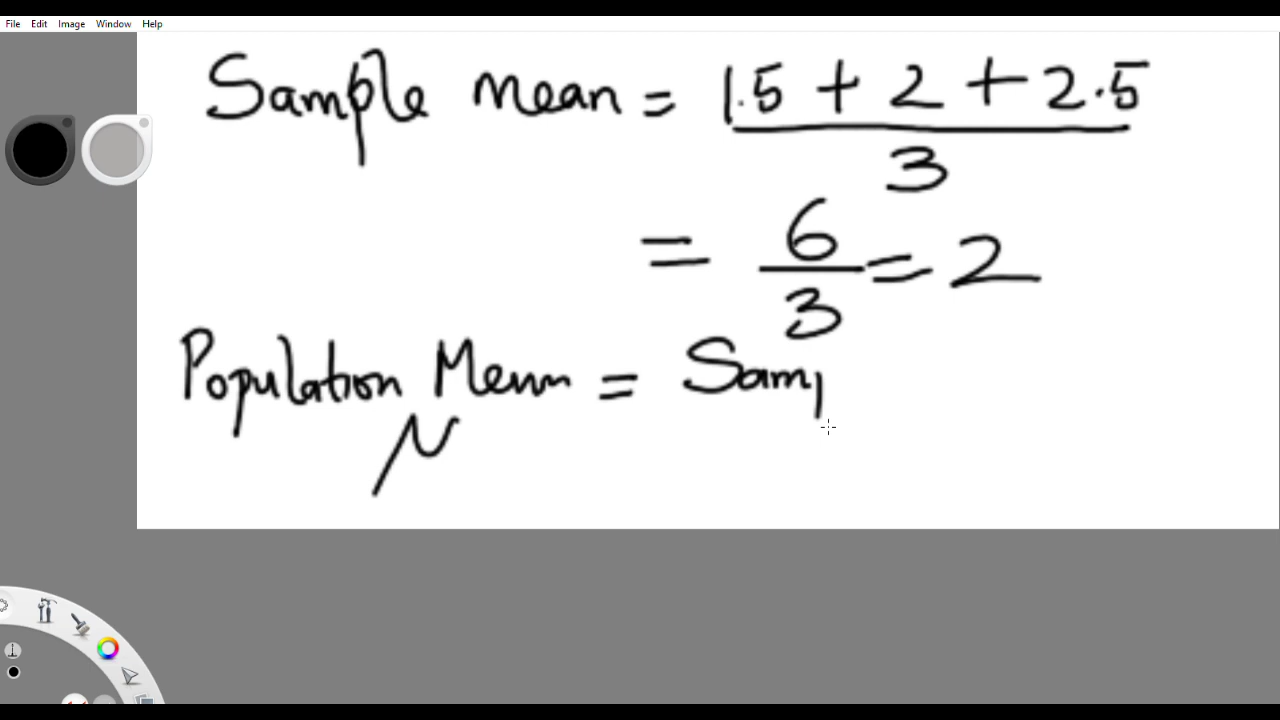 File Edit Image Window Help
Sample mean = 1.5 + 2 + 2.5
3
= 6
3 = 2
Population Mean = Sam
μ